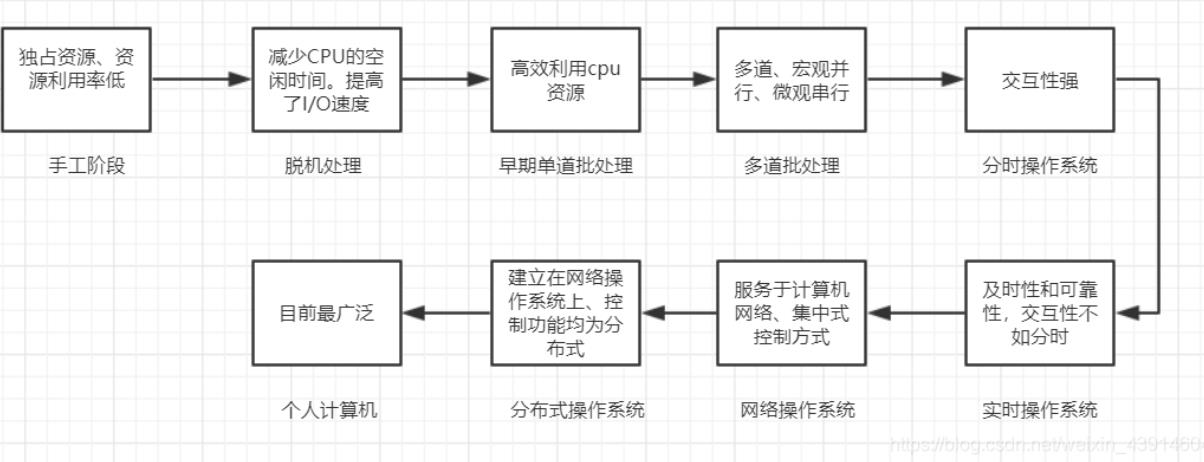 独占资源、资
源利用率低
减少CPU的空
闲时间。提高
了I/O速度
高效利用cpu
资源
多道、宏观并
行、微观串行
交互性强
手工阶段
脱机处理
早期单道批处理
多道批处理
分时操作系统
目前最广泛
建立在网络操
作系统上、控
制功能均为分
布式
服务于计算机
网络、集中式
控制方式
及时性和可靠
性，交互性不
如分时
个人计算机
分布式操作系统
网络操作系统
实时操作系统
https://blog.csdn.net/weixin_4391460